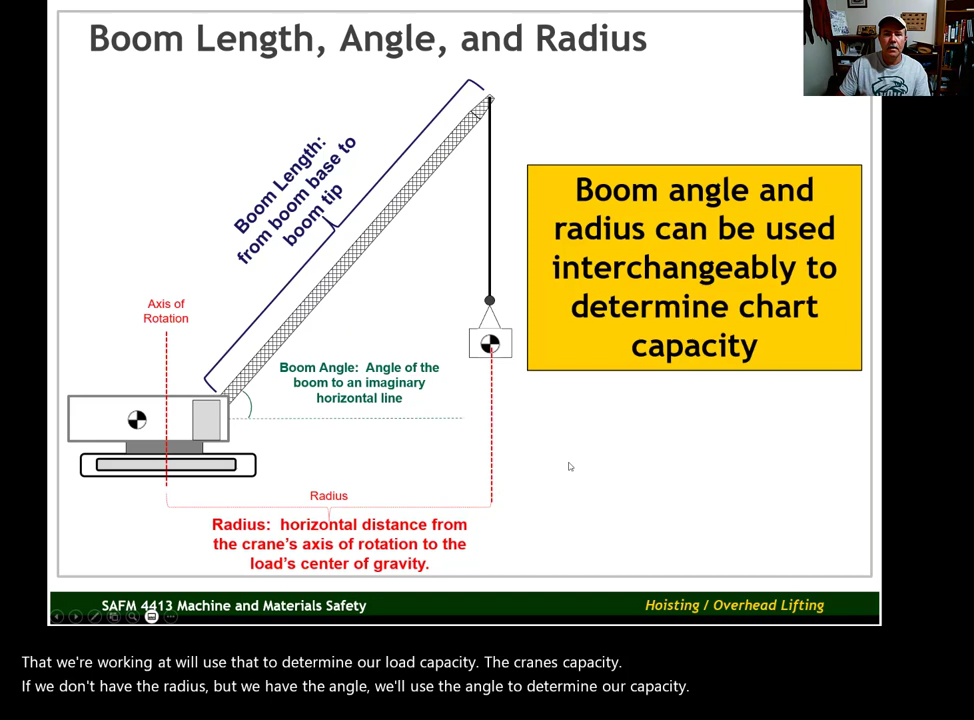 Boom Length, Angle, and Radius
Boom Length:
from boom base to
boom tip
Boom angle and
radius can be used
interchangeably to
determine chart
capacity
Axis of
Rotation
Boom Angle:  Angle of the
boom to an imaginary
horizontal line
Radius
Radius:  horizontal distance from
the crane's axis of rotation to the
load's center of gravity.
SAFM 4413 Machine and Materials Safety
Hoisting / Overhead Lifting
That we're working at will use that to determine our load capacity. The cranes capacity.
If we don't have the radius, but we have the angle, we'll use the angle to determine our capacity.